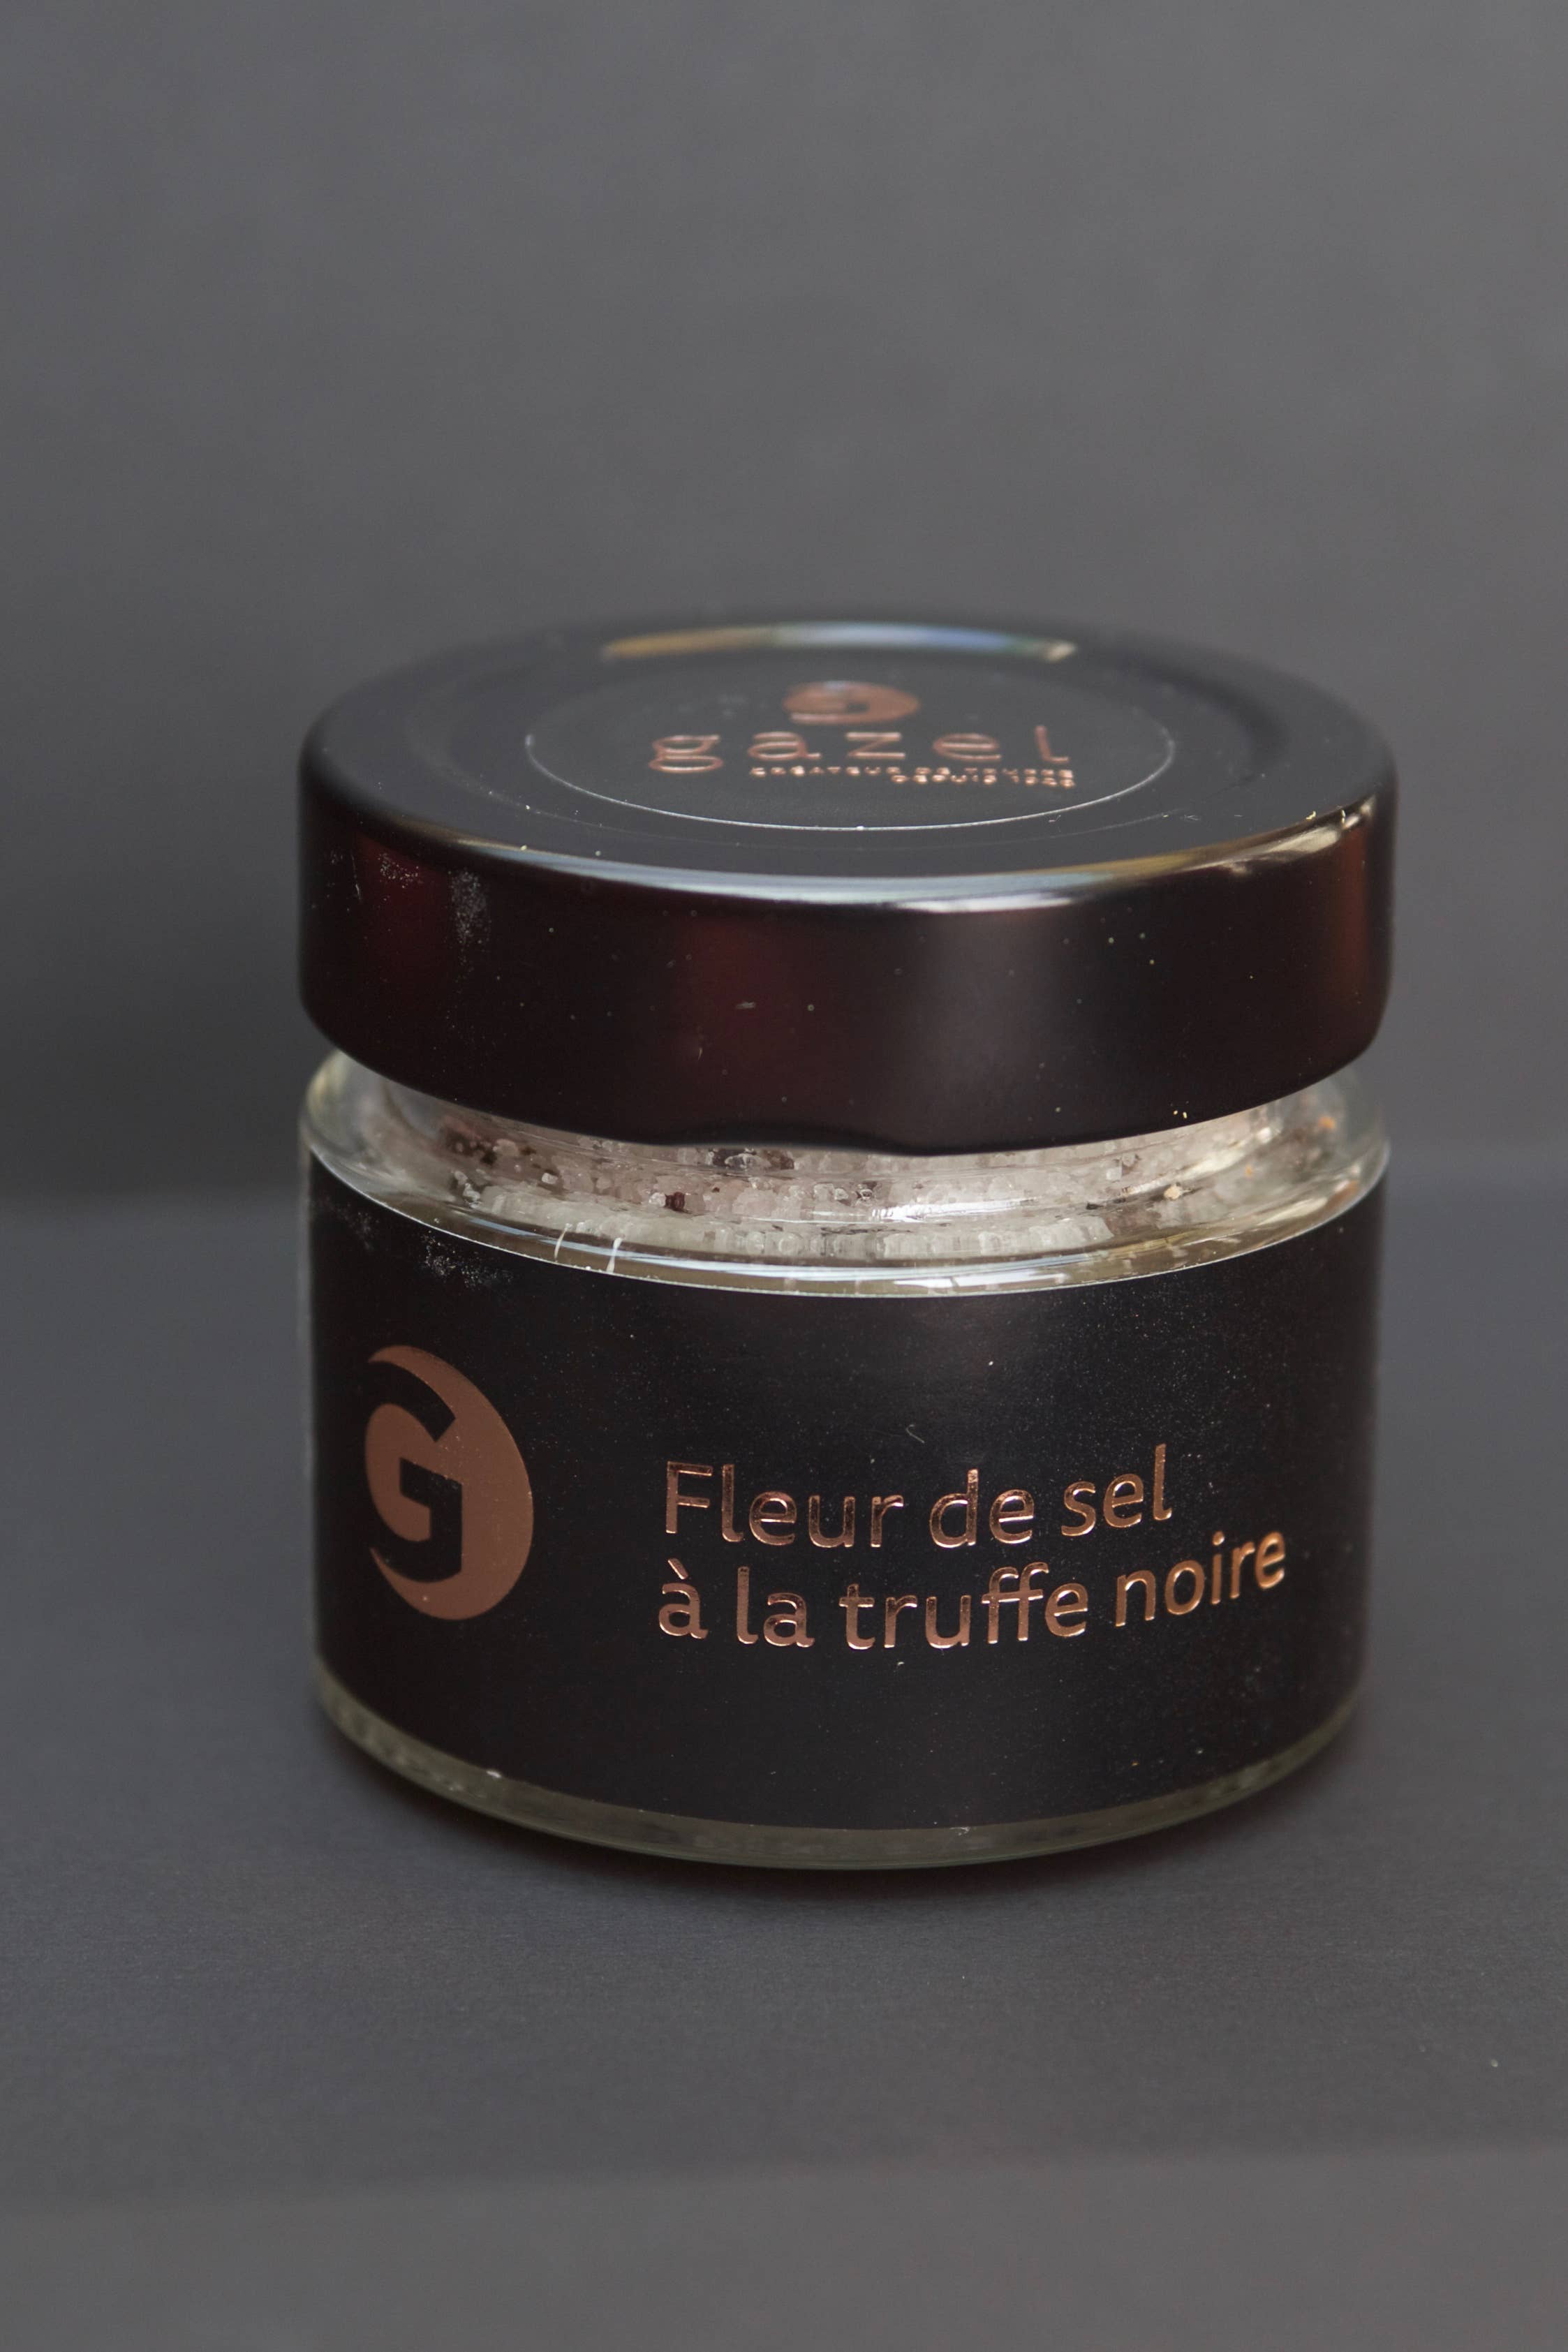 G
gazel
G
Fleur de sel
à la truffe noire